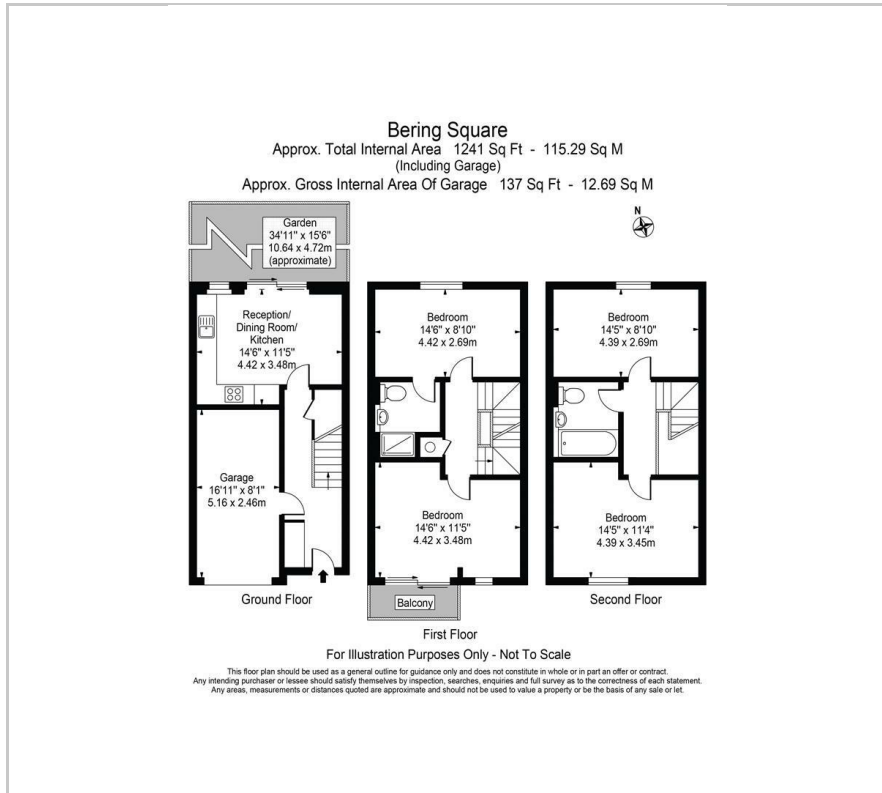 Bering Square
Approx. Total Internal Area 1241 Sq Ft - 115.29 Sq M
(Including Garage)
Approx. Gross Internal Area Of Garage 137 Sq Ft - 12.69 Sq M
N
Garden
34'11" x 15'6"
10.64 x 4.72m
(approximate)
Reception/
Dining Room/
Kitchen
14'6" x 11'5"
4.42 x 3.48m
Garage
16'11" x 8'1"
5.16 x 2.46m
Ground Floor
Bedroom
14'6" x 8'10"
4.42 x 2.69m
Bedroom
14'6" x 11'5"
4.42 x 3.48m
Balcony
First Floor
Bedroom
14'5" x 8'10"
4.39 x 2.69m
Bedroom
14'5" x 11'4"
4.39 x 3.45m
Second Floor
For Illustration Purposes Only - Not To Scale
This floor plan should be used as a general outline for guidance only and does not constitute in whole or in part an offer or contract.
Any intending purchaser or lessee should satisfy themselves by inspection, searches, enquiries and full survey as to the correctness of each statement.
Any areas, measurements or distances quoted are approximate and should not be used to value a property or be the basis of any sale or let.